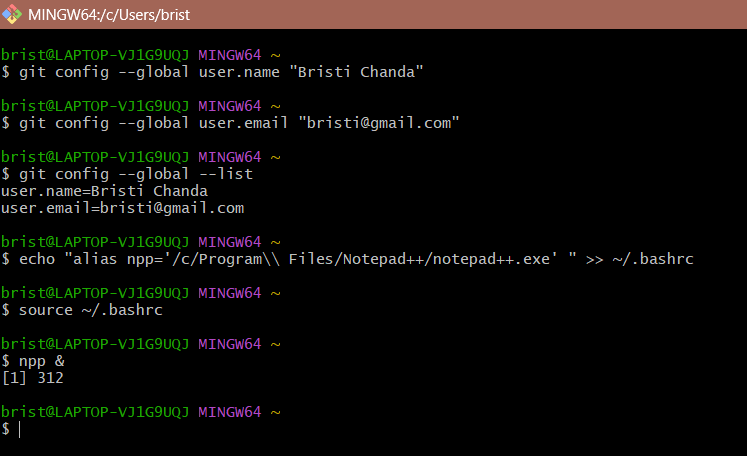 MINGW64:/c/Users/brist
brist@LAPTOP-VJ1G9UQJ MINGW64 ~
$ git config --global user.name "Bristi Chanda"
brist@LAPTOP-VJ1G9UQJ MINGW64 ~
$ git config --global user.email "bristi@gmail.com"
brist@LAPTOP-VJ1G9UQJ MINGW64 ~
$ git config --global --list
user.name=Bristi Chanda
user.email=bristi@gmail.com
brist@LAPTOP-VJ1G9UQJ MINGW64 ~
$ echo "alias npp='/c/Program\\ Files/Notepad++/notepad++.exe' " >> ~/.bashrc
brist@LAPTOP-VJ1G9UQJ MINGW64 ~
$ source ~/.bashrc
brist@LAPTOP-VJ1G9UQJ MINGW64 ~
$ npp &
[1] 312
brist@LAPTOP-VJ1G9UQJ MINGW64 ~
$